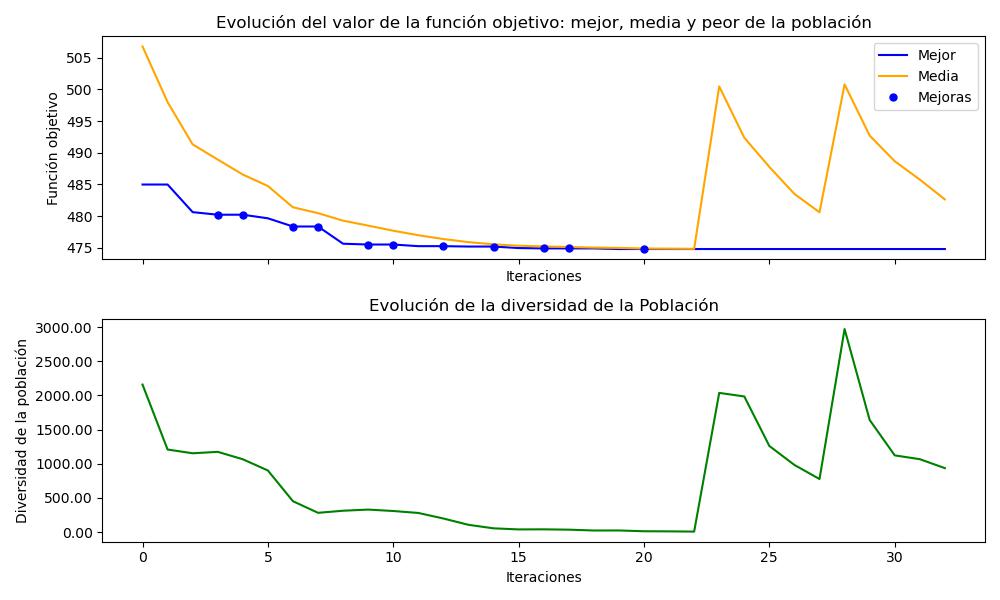 Evolución del valor de la función objetivo: mejor, media y peor de la población
Función objetivo
505
500
495
490
485
480
475
Mejor
Media
Mejoras
Iteraciones
Evolución de la diversidad de la Población
Diversidad de la población
3000.00
2500.00
2000.00
1500.00
1000.00
500.00
0.00
0 5 10 15 20 25 30
Iteraciones